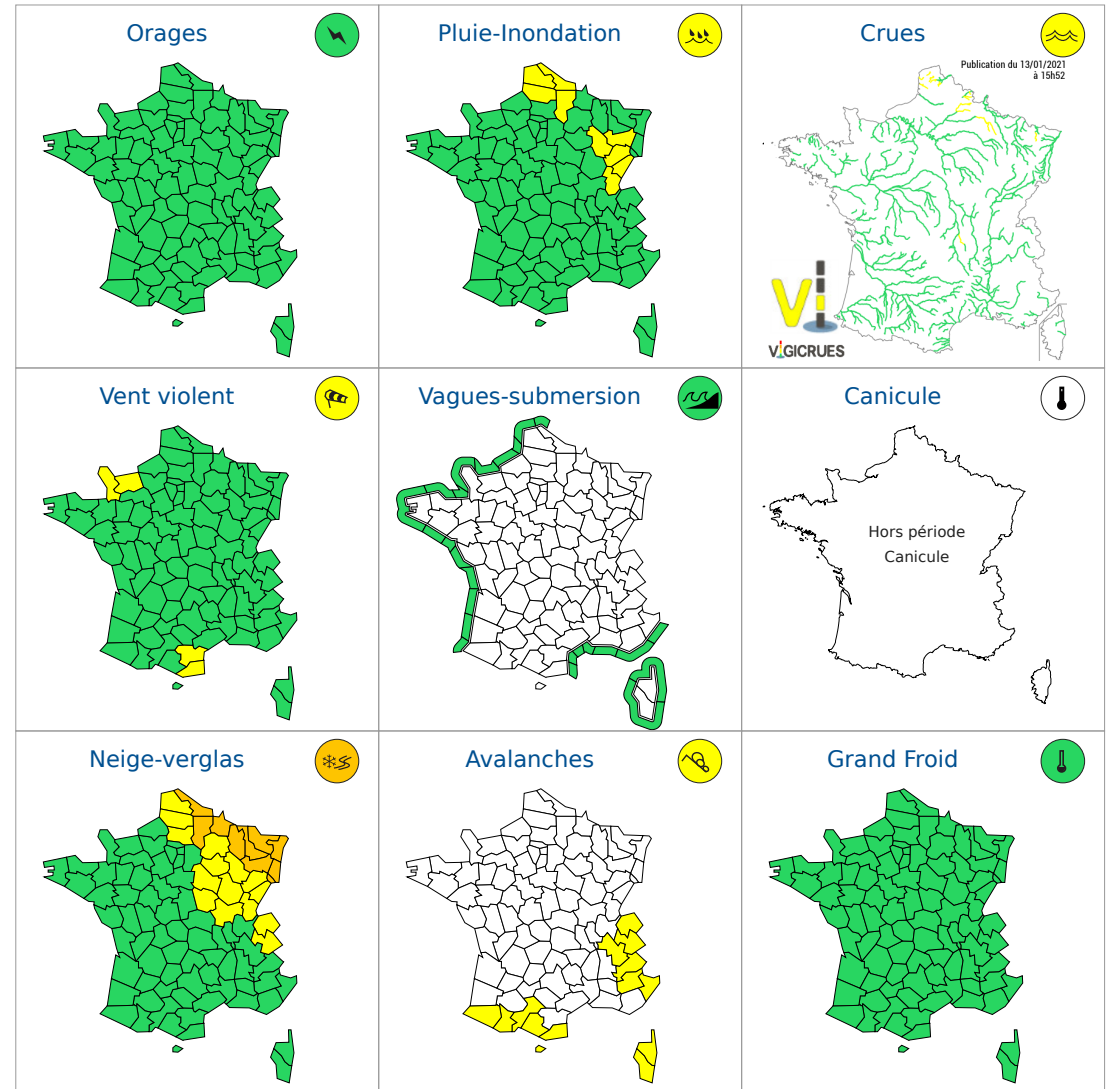 Orages
Pluie-Inondation
Crues
Publication du 13/01/2021
à 15h52
Vi
VIGICRUES
Vent violent
Vagues-submersion
Canicule
Hors période
Canicule
Neige-verglas
Avalanches
Grand Froid